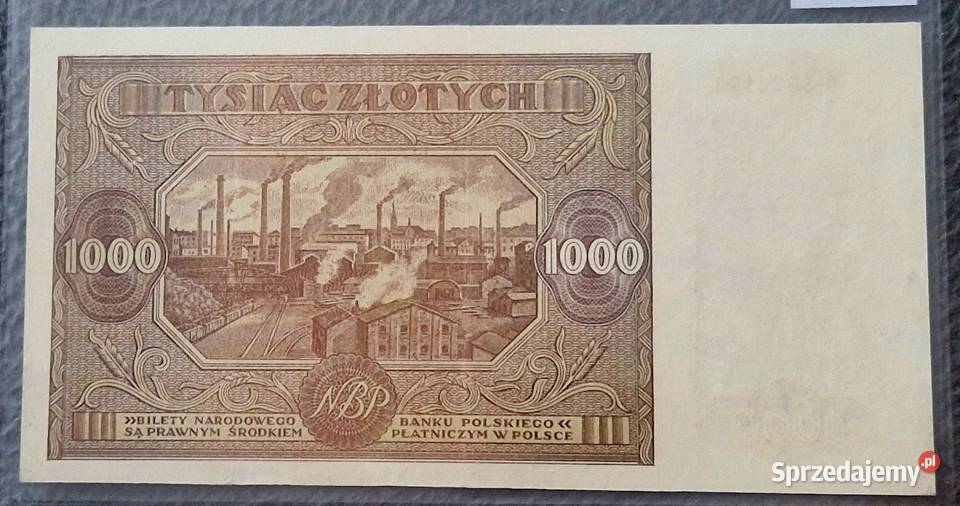 TYSIĄC ZŁOTYCH
1000 1000
NBP
»BILETY NARODOWEGO BANKU POLSKIEGO«
SĄ PRAWNYM ŚRODKIEM PŁATNICZYM W POLSCE
Sprzedajemy.pl